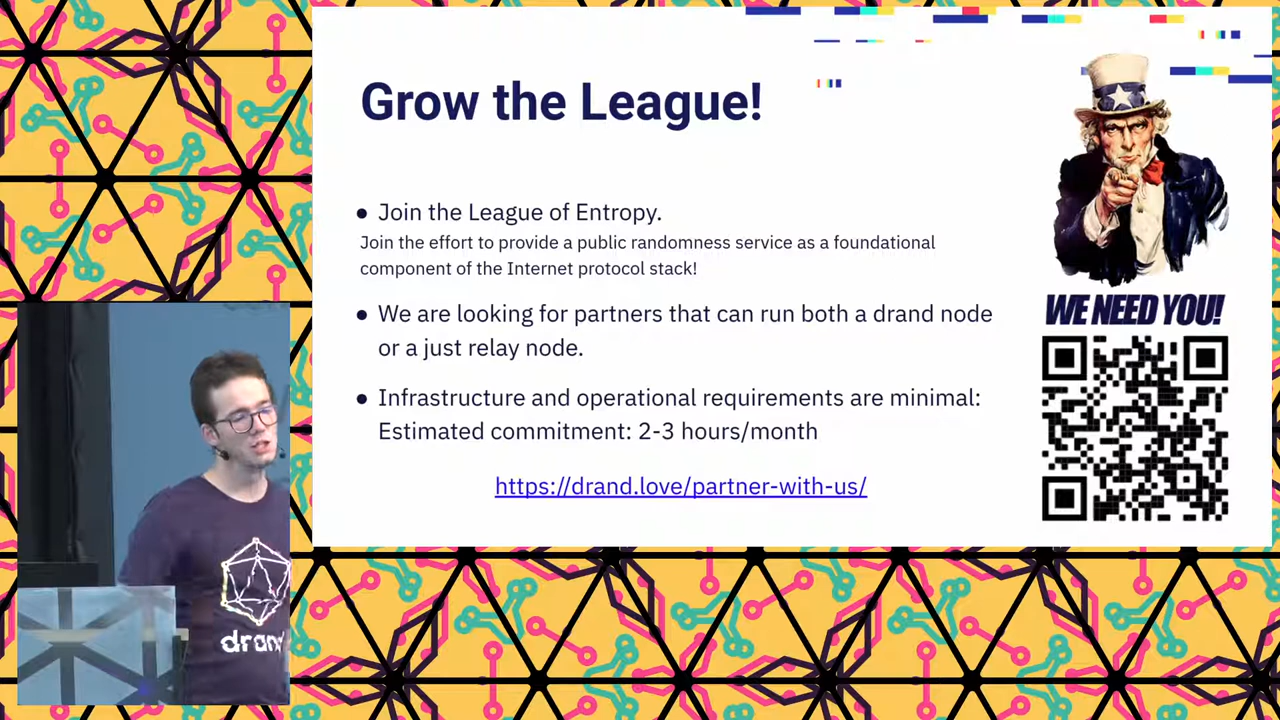 Grow the League!
● Join the League of Entropy.
Join the effort to provide a public randomness service as a foundational
component of the Internet protocol stack!
● We are looking for partners that can run both a drand node
or a just relay node.
● Infrastructure and operational requirements are minimal:
Estimated commitment: 2-3 hours/month
https://drand.love/partner-with-us/
WE NEED YOU!
drand